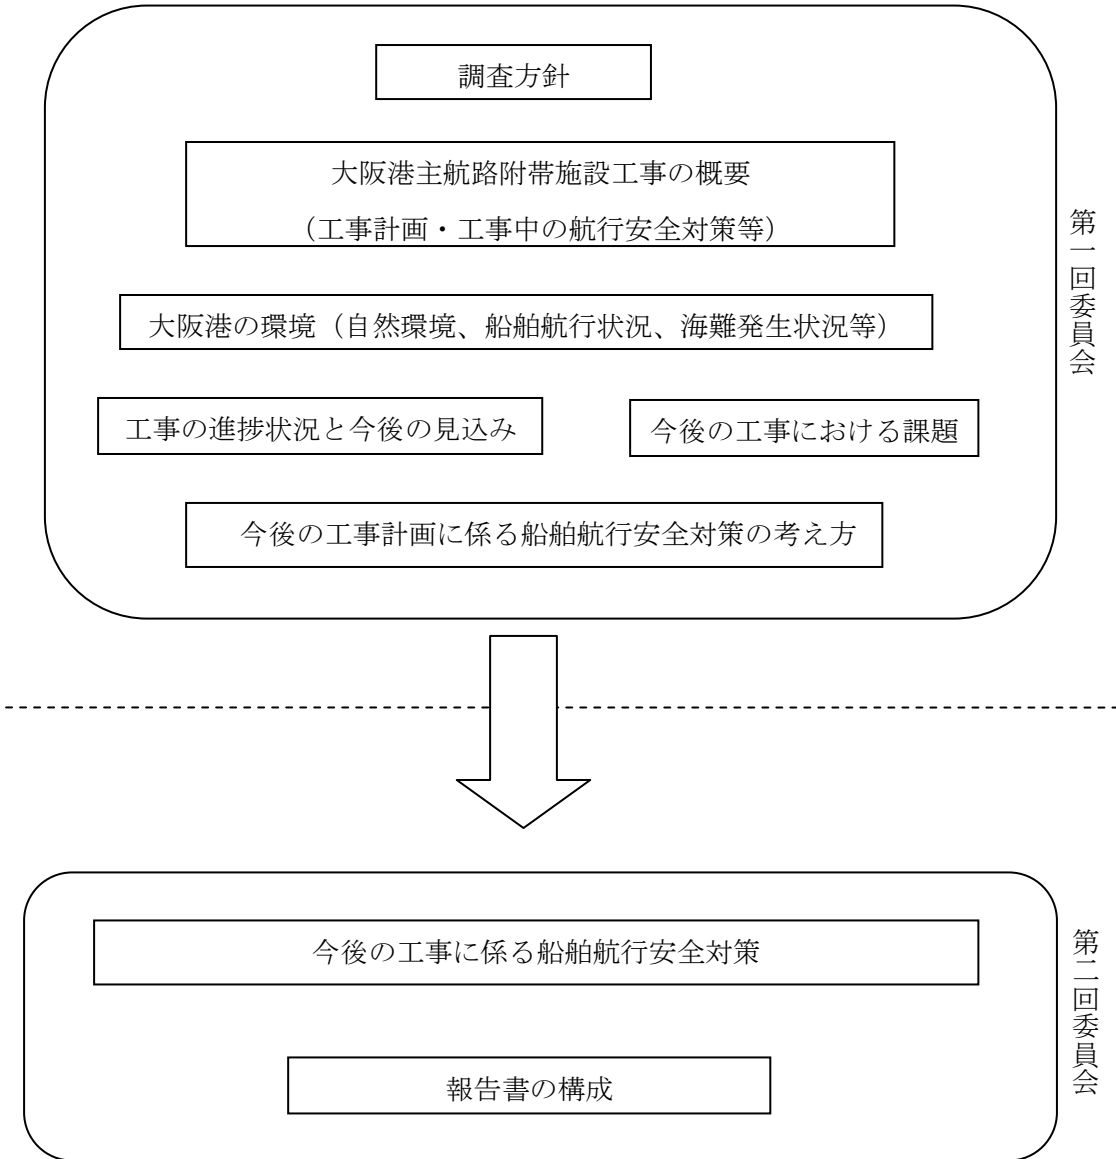 調査方針
大阪港主航路附帯施設工事の概要
（工事計画・工事中の航行安全対策等）
大阪港の環境（自然環境、船舶航行状況、海難発生状況等）
工事の進捗状況と今後の見込み
今後の工事における課題
今後の工事計画に係る船舶航行安全対策の考え方
第一回委員会
今後の工事に係る船舶航行安全対策
報告書の構成
第二回委員会